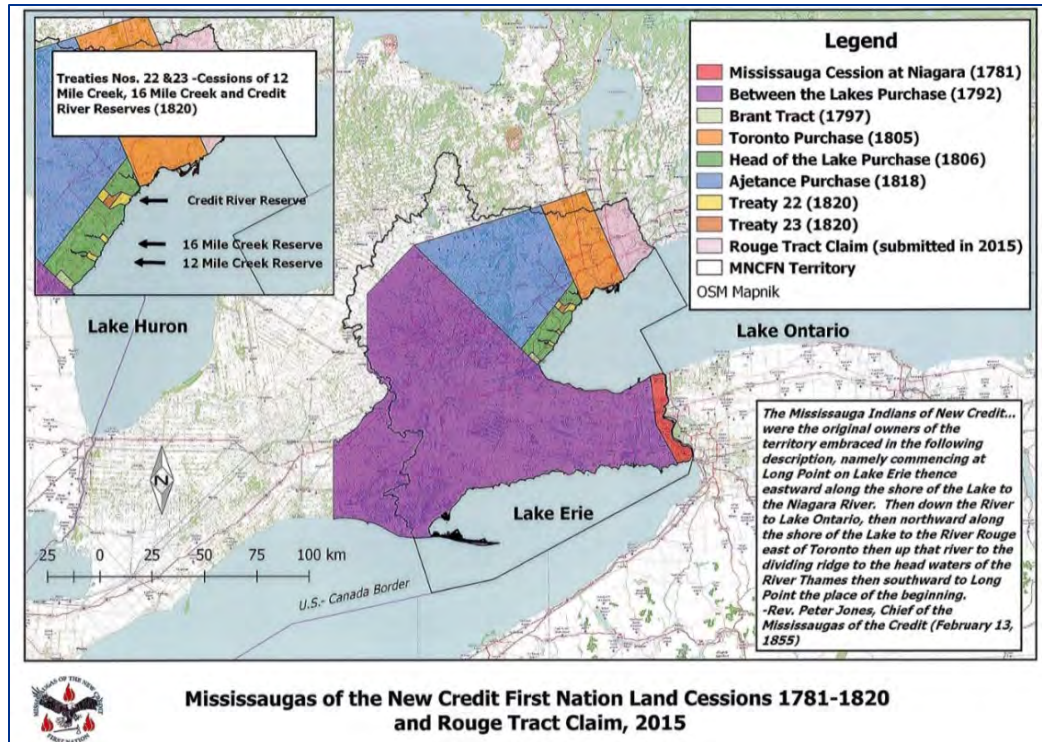 Treaties Nos. 22 &23 -Cessions of 12
Mile Creek, 16 Mile Creek and Credit
River Reserves (1820)
Credit River Reserve
16 Mile Creek Reserve
12 Mile Creek Reserve
Legend
Mississauga Cession at Niagara (1781)
Between the Lakes Purchase (1792)
Brant Tract (1797)
Toronto Purchase (1805)
Head of the Lake Purchase (1806)
Ajetance Purchase (1818)
Treaty 22 (1820)
Treaty 23 (1820)
Rouge Tract Claim (submitted in 2015)
MNCFN Territory
OSM Mapnik
Lake Huron
Lake Ontario
Lake Erie
The Mississauga Indians of New Credit...
were the original owners of the
territory embraced in the following
description, namely commencing at
Long Point on Lake Erie thence
eastward along the shore of the Lake to
the Niagara River. Then down the River
to Lake Ontario, then northward along
the shore of the Lake to the River Rouge
east of Toronto then up that river to the
dividing ridge to the head waters of the
River Thames then southward to Long
Point the place of the beginning.
-Rev. Peter Jones, Chief of the
Mississaugas of the Credit (February 13,
1855)
N
25 0 25 50 75 100 km
U.S.- Canada Border
MISSISSAUGAS OF THE NEW CREDIT
FIRST NATION
Mississaugas of the New Credit First Nation Land Cessions 1781-1820
and Rouge Tract Claim, 2015